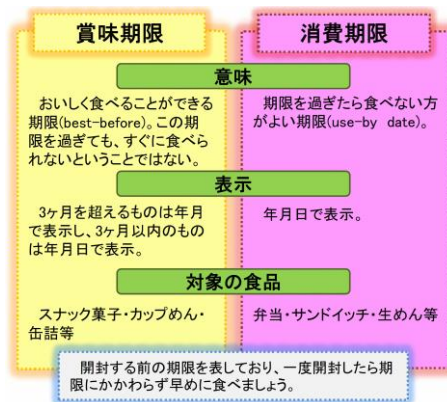 賞味期限
消費期限
意味
おいしく食べることができる
期限(best-before)。この期
限を過ぎても、すぐに食べら
れないということではない。
期限を過ぎたら食べない方
がよい期限(use-by date)。
表示
3ヶ月を超えるものは年月
で表示し、3ヶ月以内のもの
は年月日で表示。
年月日で表示。
対象の食品
スナック菓子・カップめん・
缶詰等
弁当・サンドイッチ・生めん等
開封する前の期限を表しており、一度開封したら期
限にかかわらず早めに食べましょう。